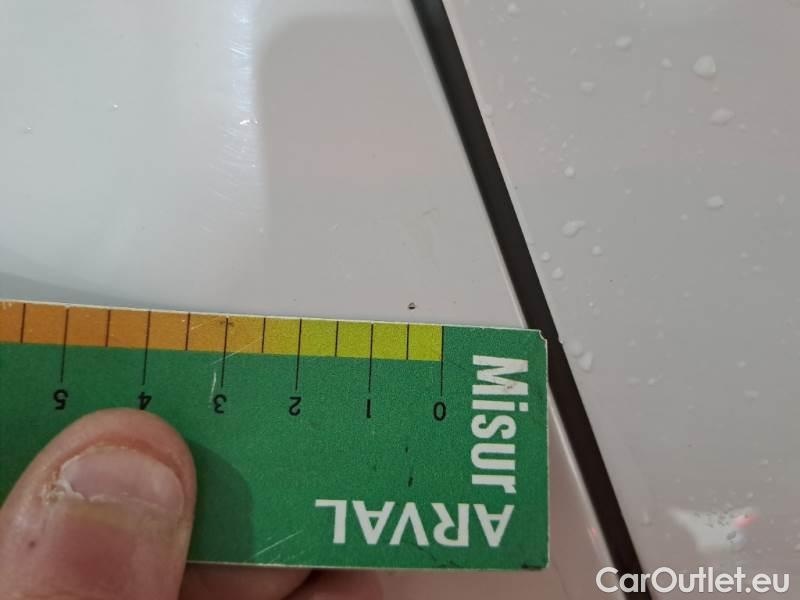 Misur
ARVAL
0 1 2 3 4 5
CarOutlet.eu